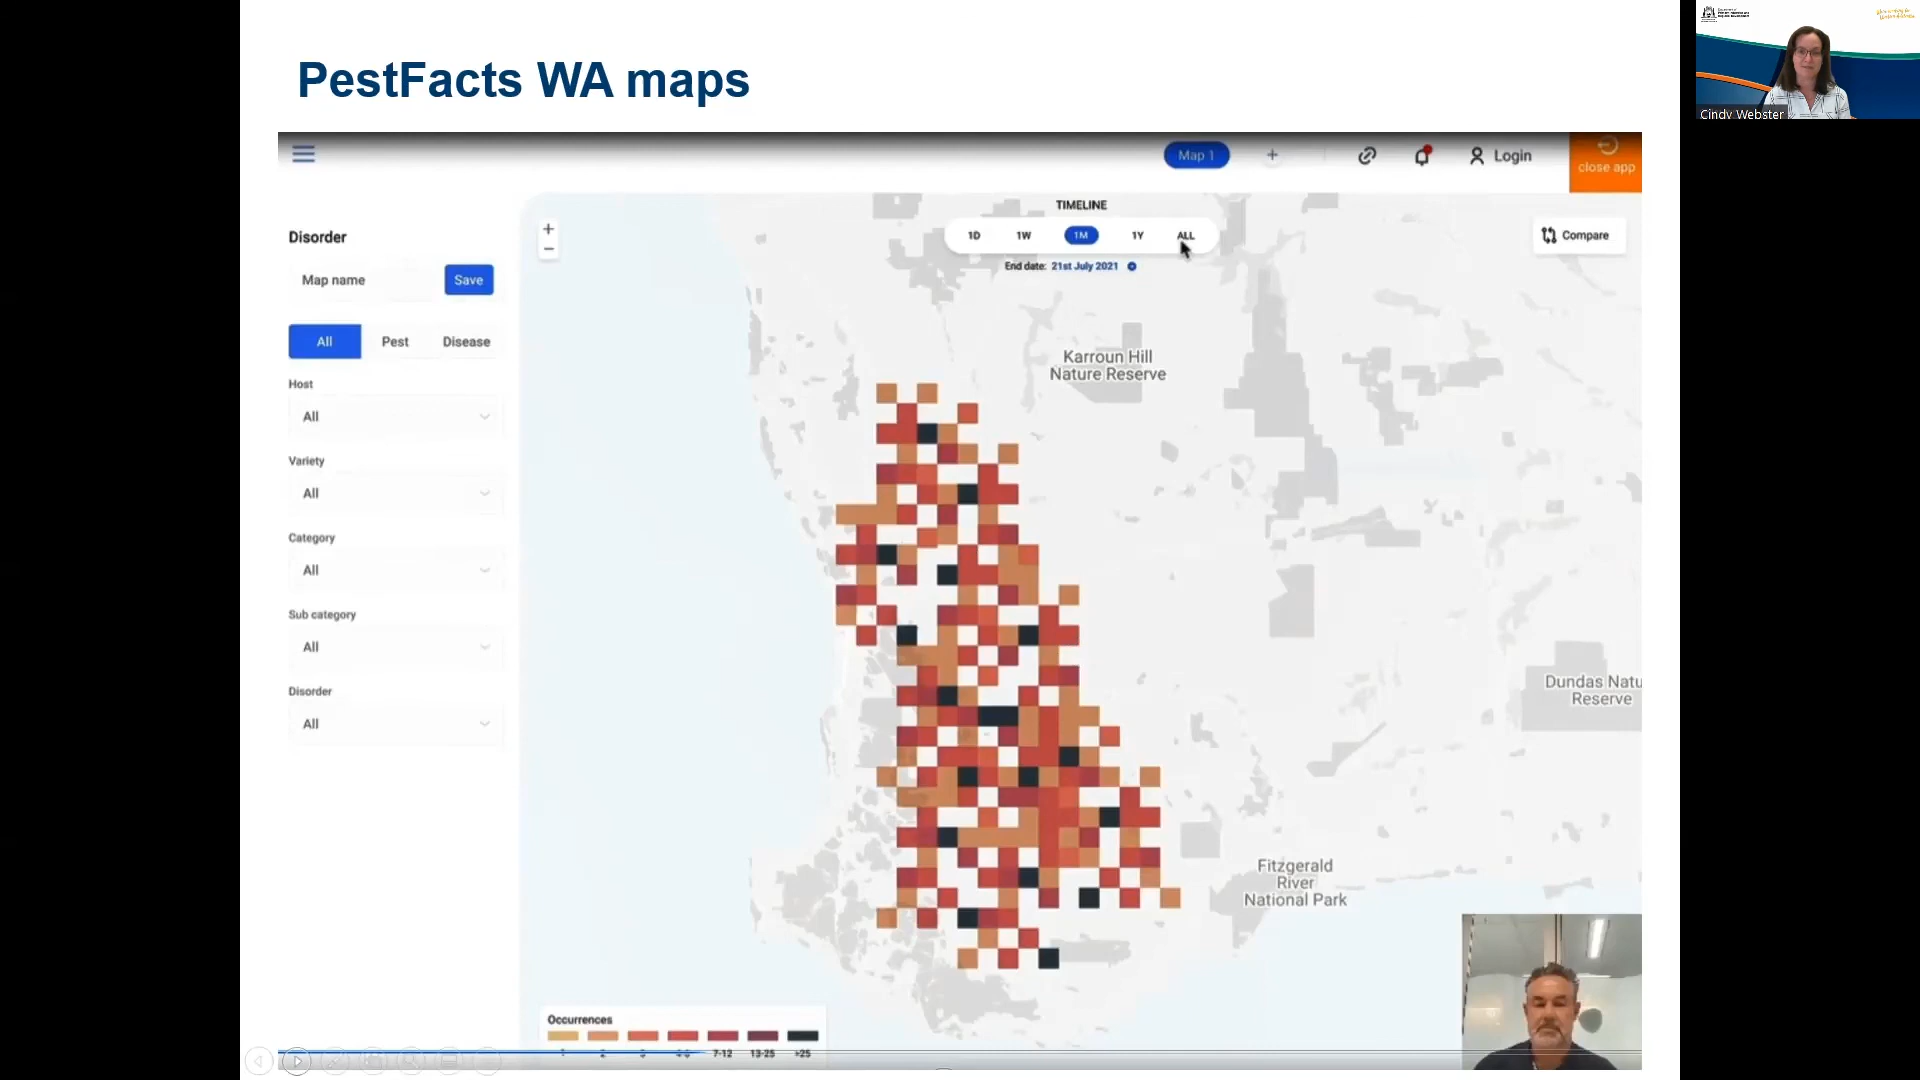 PestFacts WA maps
Map 1
+
Login
close app
TIMELINE
1D 1W 1M 1Y ALL
End date: 21st July 2021
Compare
+
−
Disorder
Map name
Save
All Pest Disease
Host
All
Variety
All
Category
All
Sub category
All
Disorder
All
Karroun Hill
Nature Reserve
Dundas Natu
Reserve
Fitzgerald
River
National Park
Occurrences
7-12 13-25 >25
Cindy Webster